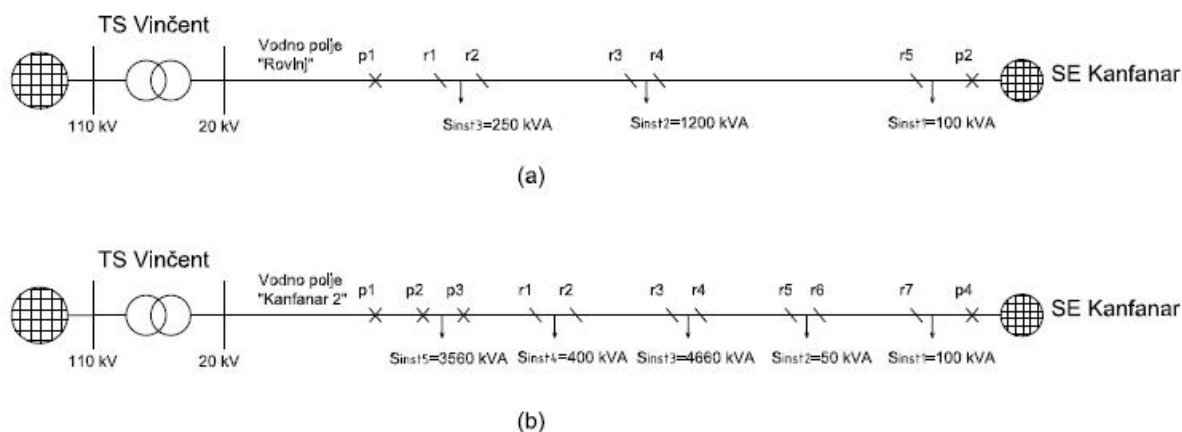 TS Vinčent
Vodno polje
"Rovinj"
p1 r1 r2 r3 r4 r5 p2
SE Kanfanar
110 kV 20 kV
Sinst3=250 kVA Sinst2=1200 kVA Sinst1=100 kVA
(a)
TS Vinčent
Vodno polje
"Kanfanar 2"
p1 p2 p3 r1 r2 r3 r4 r5 r6 r7 p4
SE Kanfanar
110 kV 20 kV
Sinst5=3560 kVA Sinst4=400 kVA Sinst3=4660 kVA Sinst2=50 kVA Sinst1=100 kVA
(b)